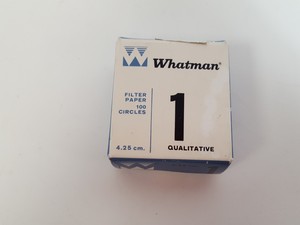 Whatman®
FILTER
PAPER
100
CIRCLES
1
4.25 cm.
QUALITATIVE